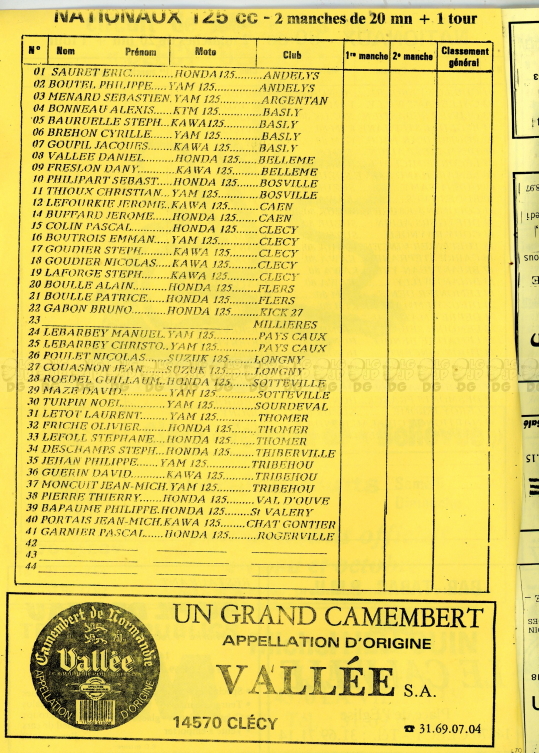 NATIONAUX 125 cc - 2 manches de 20 mn + 1 tour
N° Nom Prénom Moto Club 1re manche 2e manche Classement général
01 SAURET ERIC............HONDA 125......ANDELYS
02 BOUTEL PHILIPPE....YAM 125..........ANDELYS
03 MENARD SEBASTIEN.YAM 125..........ARGENTAN
04 BONNEAU ALEXIS.....KTM 125..........BASLY
05 BAURUELLE STEPH...KAWA125.........BASLY
06 BREHON CYRILLE......YAM 125.........BASLY
07 GOUPIL JACQUES......KAWA 125.......BASLY
08 VALLEE DANIEL........HONDA 125......BELLEME
09 FRESLON DANY.........KAWA 125........BELLEME
10 PHILIPART SEBAST....HONDA 125......BOSVILLE
11 THIOUX CHRISTIAN...YAM 125..........BOSVILLE
12 LEFOURKIE JEROME..KAWA 125.......CAEN
14 BUFFARD JEROME.....HONDA 125......CAEN
15 COLIN PASCAL..........HONDA 125......CLECY
16 BOUTROIS EMMAN....YAM 125..........CLECY
17 GOUDIER STEPH.......KAWA 125........CLECY
18 GOUDIER NICOLAS....KAWA 125........CLECY
19 LAFORGE STEPH.......KAWA 125........CLECY
20 BOULLE ALAIN..........HONDA 125......FLERS
21 BOULLE PATRICE.......HONDA 125......FLERS
22 GABON BRUNO..........HONDA 125......KICK 27
23 MILLIERES
24 LEBARBEY MANUEL.YAM 125..........PAYS CAUX
25 LEBARBEY CHRISTO..YAM 125..........PAYS CAUX
26 POULET NICOLAS......SUZUK 125......LONGNY
27 COUASNON JEAN......SUZUK 125......LONGNY
28 ROEDEL GUILLAUM..HONDA 125......SOTTEVILLE
29 MAZE DAVID............YAM 125..........SOTTEVILLE
30 TURPIN NOEL..........YAM 125..........SOURDEVAL
31 LETOT LAURENT......YAM 125..........THOMER
32 FRICHE OLIVIER.......HONDA 125......THOMER
33 LEFOLL STEPHANE...HONDA 125......THOMER
34 DESCHAMPS STEPH..HONDA 125......THIBERVILLE
35 JEHAN PHILIPPE......YAM 125..........TRIBEHOU
36 GUERIN DAVID.........KAWA 125........TRIBEHOU
37 MONCUIT JEAN-MICH.YAM 125.........TRIBEHOU
38 PIERRE THIERRY......HONDA 125......VAL D'OUVE
39 BAPAUME PHILIPPE.HONDA 125......St VALERY
40 PORTAIS JEAN-MICH.KAWA 125.......CHAT GONTIER
41 GARNIER PASCAL.....HONDA 125......ROGERVILLE
42
43
44
Camembert de Normandie
Vallée
APPELLATION D'ORIGINE
UN GRAND CAMEMBERT
APPELLATION D'ORIGINE
VALLÉE S.A.
14570 CLÉCY
☎ 31.69.07.04